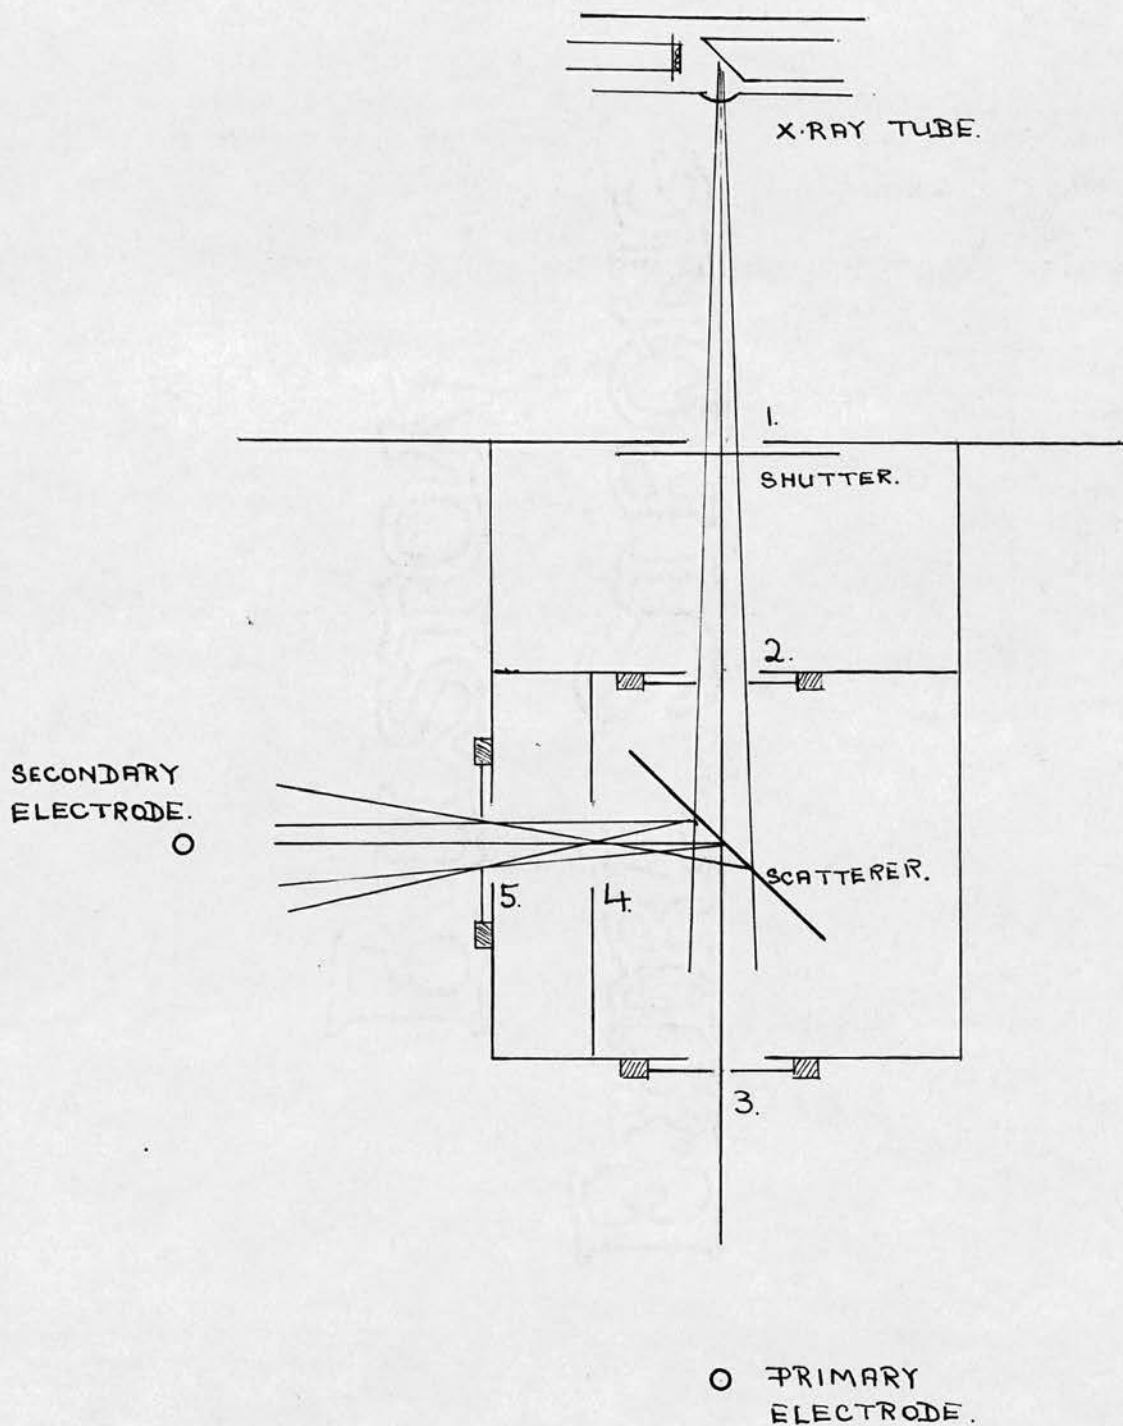 X·RAY TUBE.
1.
SHUTTER.
2.
SECONDARY
ELECTRODE.
SCATTERER.
5.
4.
3.
PRIMARY
ELECTRODE.